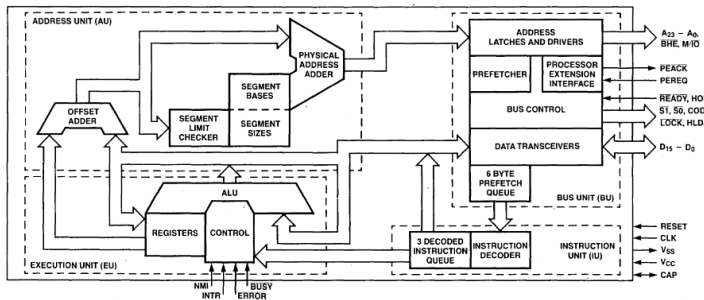 ADDRESS UNIT (AU)
OFFSET
ADDER
SEGMENT
LIMIT
CHECKER
SEGMENT
BASES
SEGMENT
SIZES
PHYSICAL
ADDRESS
ADDER
ADDRESS
LATCHES AND DRIVERS
PREFETCHER
PROCESSOR
EXTENSION
INTERFACE
BUS CONTROL
DATA TRANSCEIVERS
6 BYTE
PREFETCH
QUEUE
BUS UNIT (BU)
A23 – A0,
BHE, M/IO
PEACK
PEREQ
READY, HO
S1, S0, COD
LOCK, HLD
D15 – D0
ALU
REGISTERS
CONTROL
EXECUTION UNIT (EU)
NMI
INTR
BUSY
ERROR
3 DECODED
INSTRUCTION
QUEUE
INSTRUCTION
DECODER
INSTRUCTION
UNIT (IU)
RESET
CLK
VSS
VCC
CAP